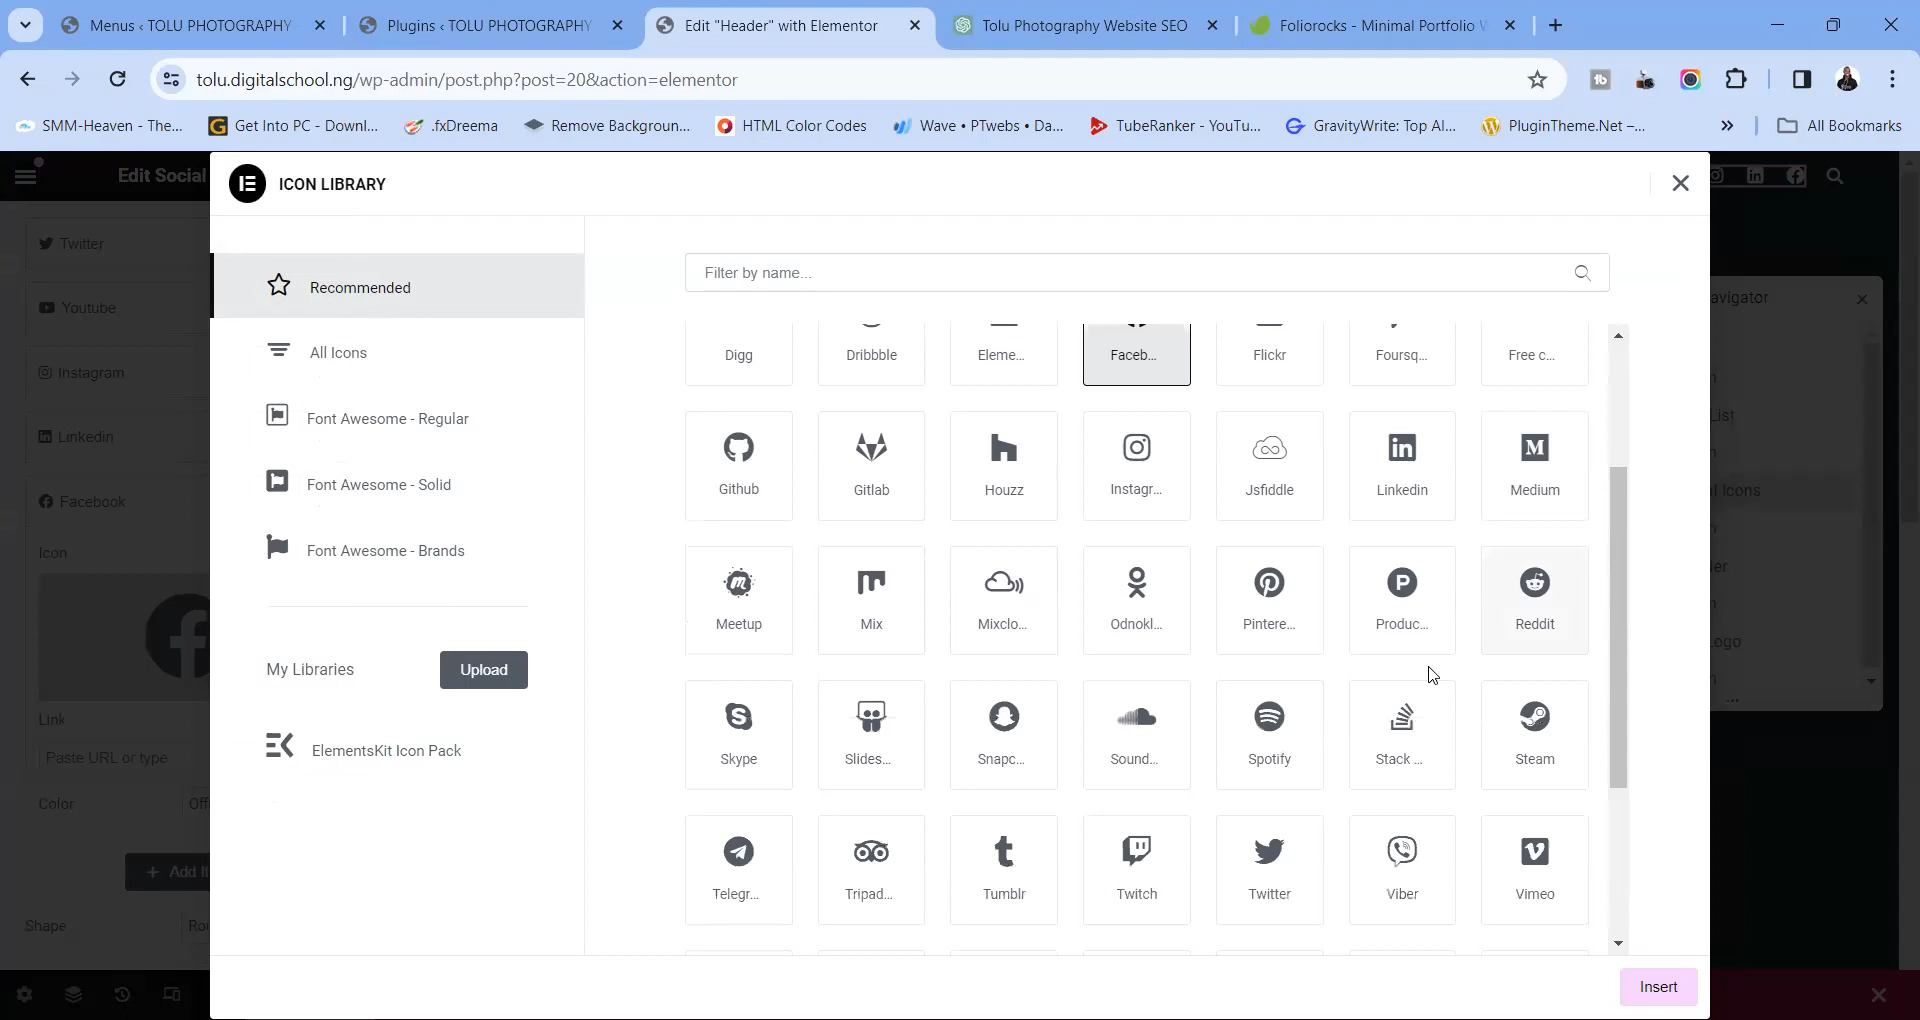 Menus ‹ TOLU PHOTOGRAPHY
Plugins ‹ TOLU PHOTOGRAPHY
Edit "Header" with Elementor
Tolu Photography Website SEO
Foliorocks - Minimal Portfolio
tolu.digitalschool.ng/wp-admin/post.php?post=20&action=elementor
SMM-Heaven - The...
Get Into PC - Downl...
.fxDreema
Remove Backgroun...
HTML Color Codes
Wave • PTwebs • Da...
TubeRanker - YouTu...
GravityWrite: Top Al...
PluginTheme.Net –...
All Bookmarks
Edit Social
ICON LIBRARY
Twitter
Youtube
Instagram
Linkedin
Facebook
Icon
Link
Paste URL or type
Color
Add
Shape
Recommended
All Icons
Font Awesome - Regular
Font Awesome - Solid
Font Awesome - Brands
My Libraries
Upload
ElementsKit Icon Pack
Filter by name...
Digg
Dribbble
Eleme...
Faceb...
Flickr
Foursq...
Free c...
Github
Gitlab
Houzz
Instagr...
Jsfiddle
Linkedin
Medium
Meetup
Mix
Mixclo...
Odnokl...
Pintere...
Produc...
Reddit
Skype
Slides...
Snapc...
Sound...
Spotify
Stack ...
Steam
Telegr...
Tripad...
Tumblr
Twitch
Twitter
Viber
Vimeo
Insert
avigator
List
Icons